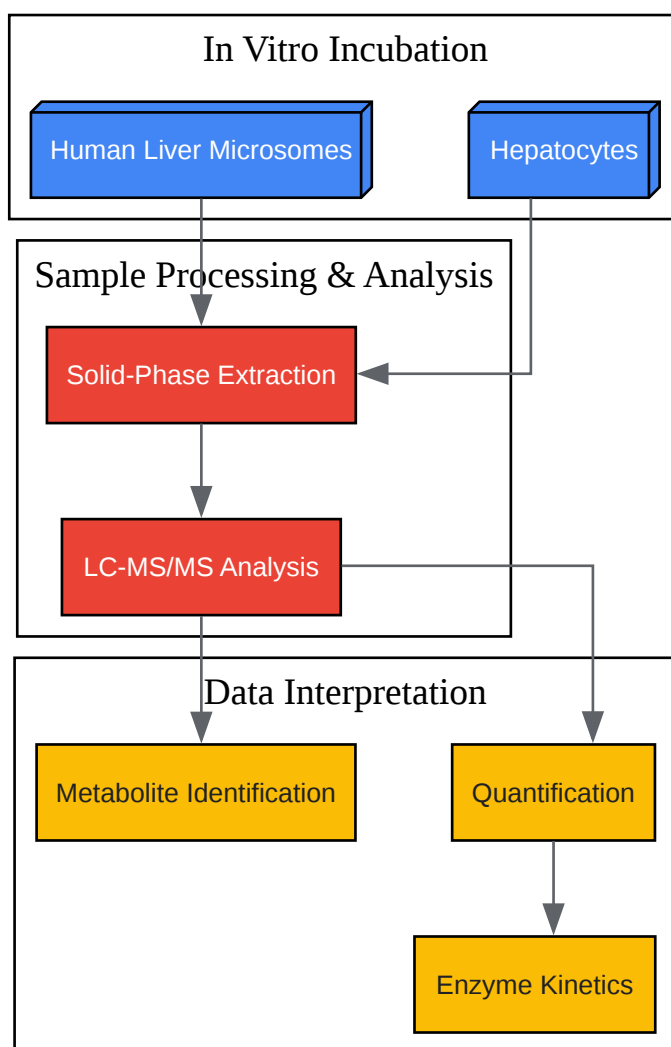 In Vitro Incubation
Human Liver Microsomes
Hepatocytes
Sample Processing & Analysis
Solid-Phase Extraction
LC-MS/MS Analysis
Data Interpretation
Metabolite Identification
Quantification
Enzyme Kinetics